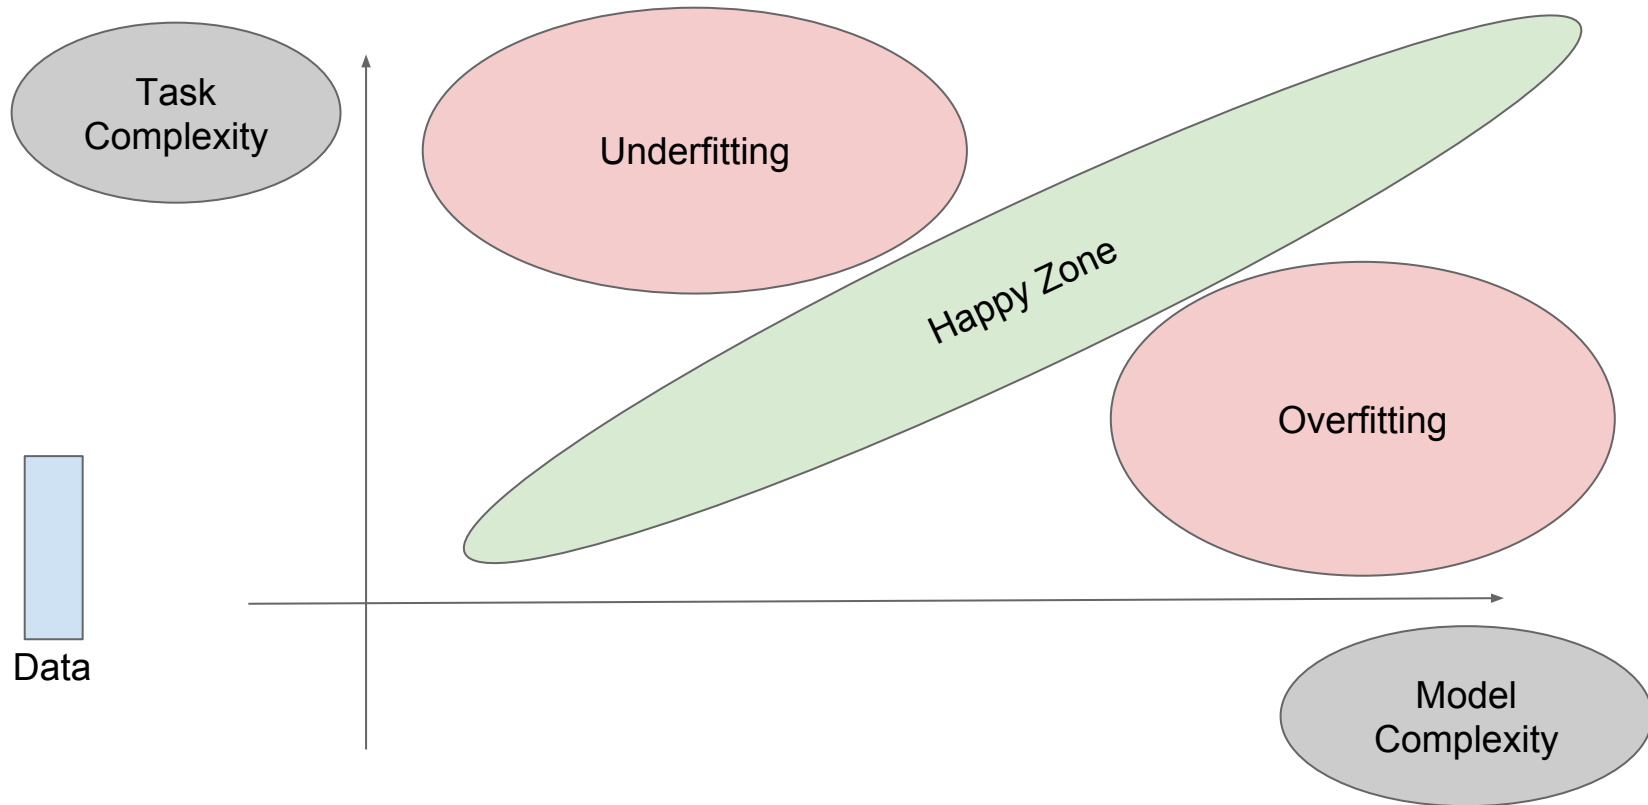 Task
Complexity
Underfitting
Happy Zone
Overfitting
Data
Model
Complexity